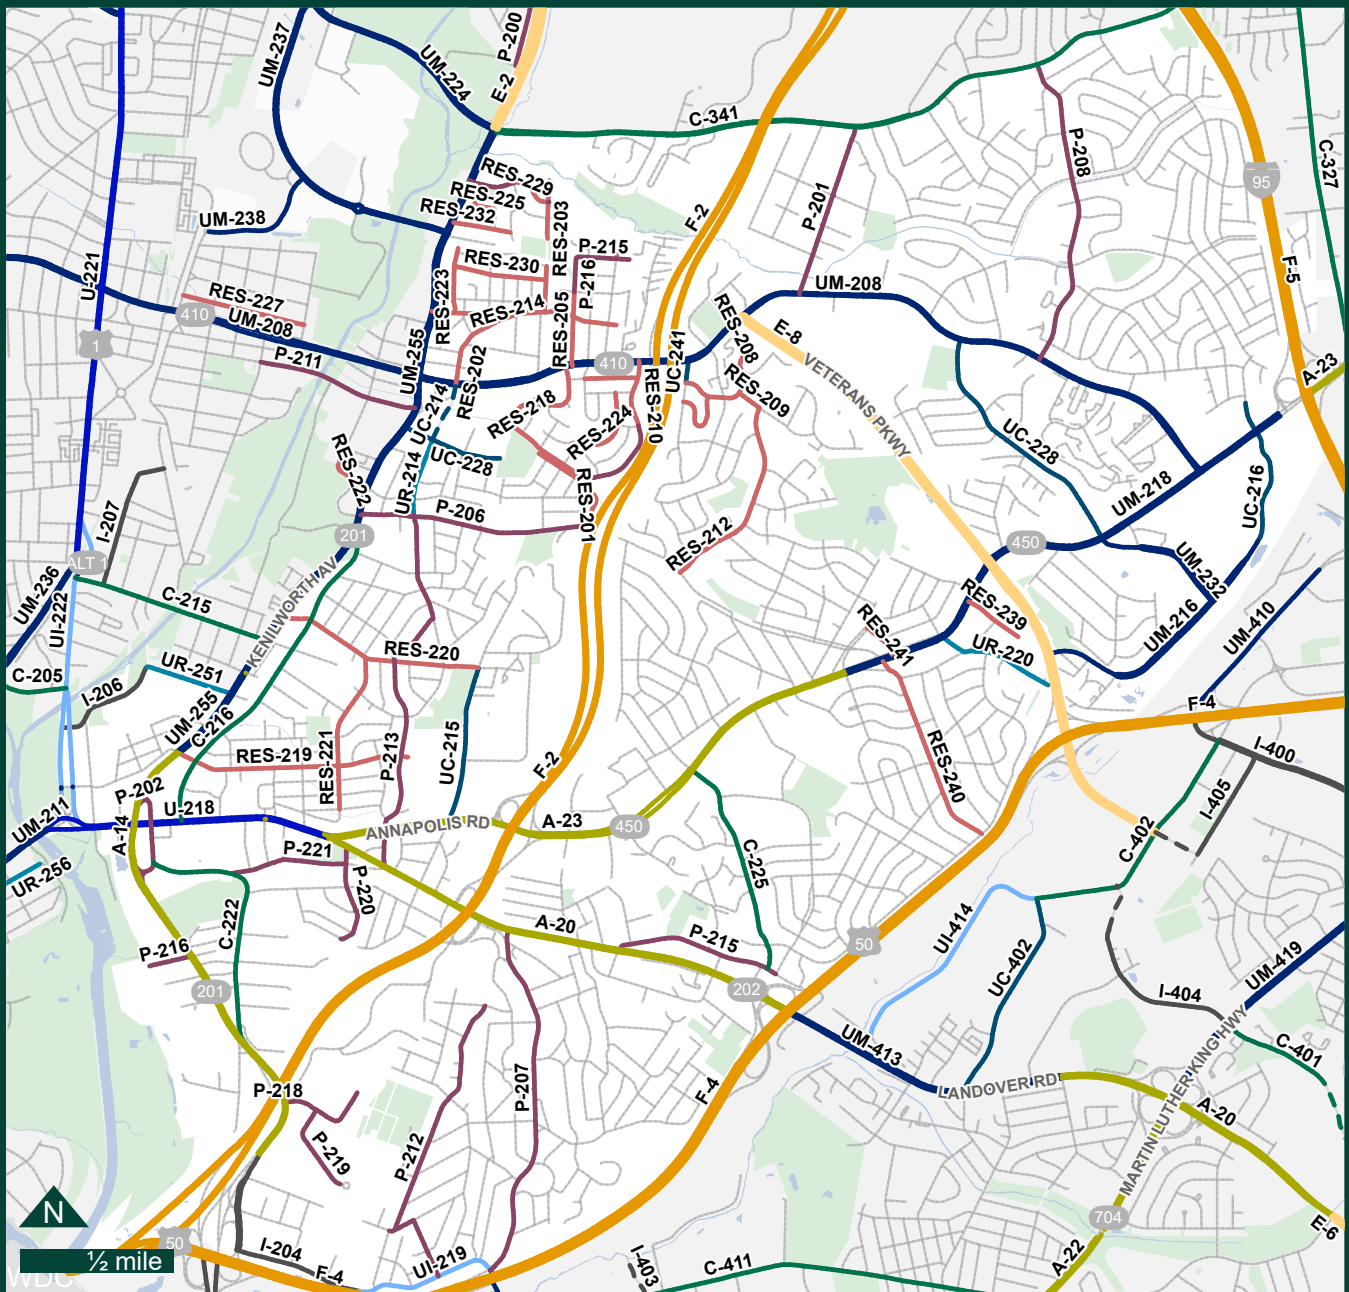 P-200
UM-237
UM-224
E-2
C-341
P-208
C-327
95
RES-229
RES-225
RES-232
RES-203
P-201
F-2
UM-238
U-221
P-215
RES-230
P-216
RES-223
F-5
UM-208
RES-227
410
UM-208
RES-214
RES-205
RES-208
E-8
1
P-211
UM-255
RES-202
410
UC-241
VETERANS PKWY
A-23
RES-209
RES-210
UC-214
RES-218
RES-224
UC-228
RES-222
UC-228
UR-214
UM-218
UC-216
I-207
P-206
RES-201
201
RES-212
450
ALT 1
UM-236
UI-222
C-215
KENILWORTH AV
UM-232
RES-239
UM-216
UM-410
RES-241
UR-220
RES-220
UR-251
C-205
I-206
UM-255
C-216
F-4
RES-219
RES-221
P-213
UC-215
F-2
RES-240
I-400
I-405
P-202
U-218
UM-211
A-14
ANNAPOLIS RD
A-23
450
C-402
UR-256
P-221
P-220
C-225
C-222
A-20
P-215
50
UI-414
UC-402
P-216
201
202
I-404
UM-419
UM-413
MARTIN LUTHER KING HWY
C-401
P-218
LANDOVER RD
F-4
P-207
A-20
P-219
P-212
N
704
½ mile
50
WDC
I-204
F-4
UI-219
I-403
C-411
A-22
E-6